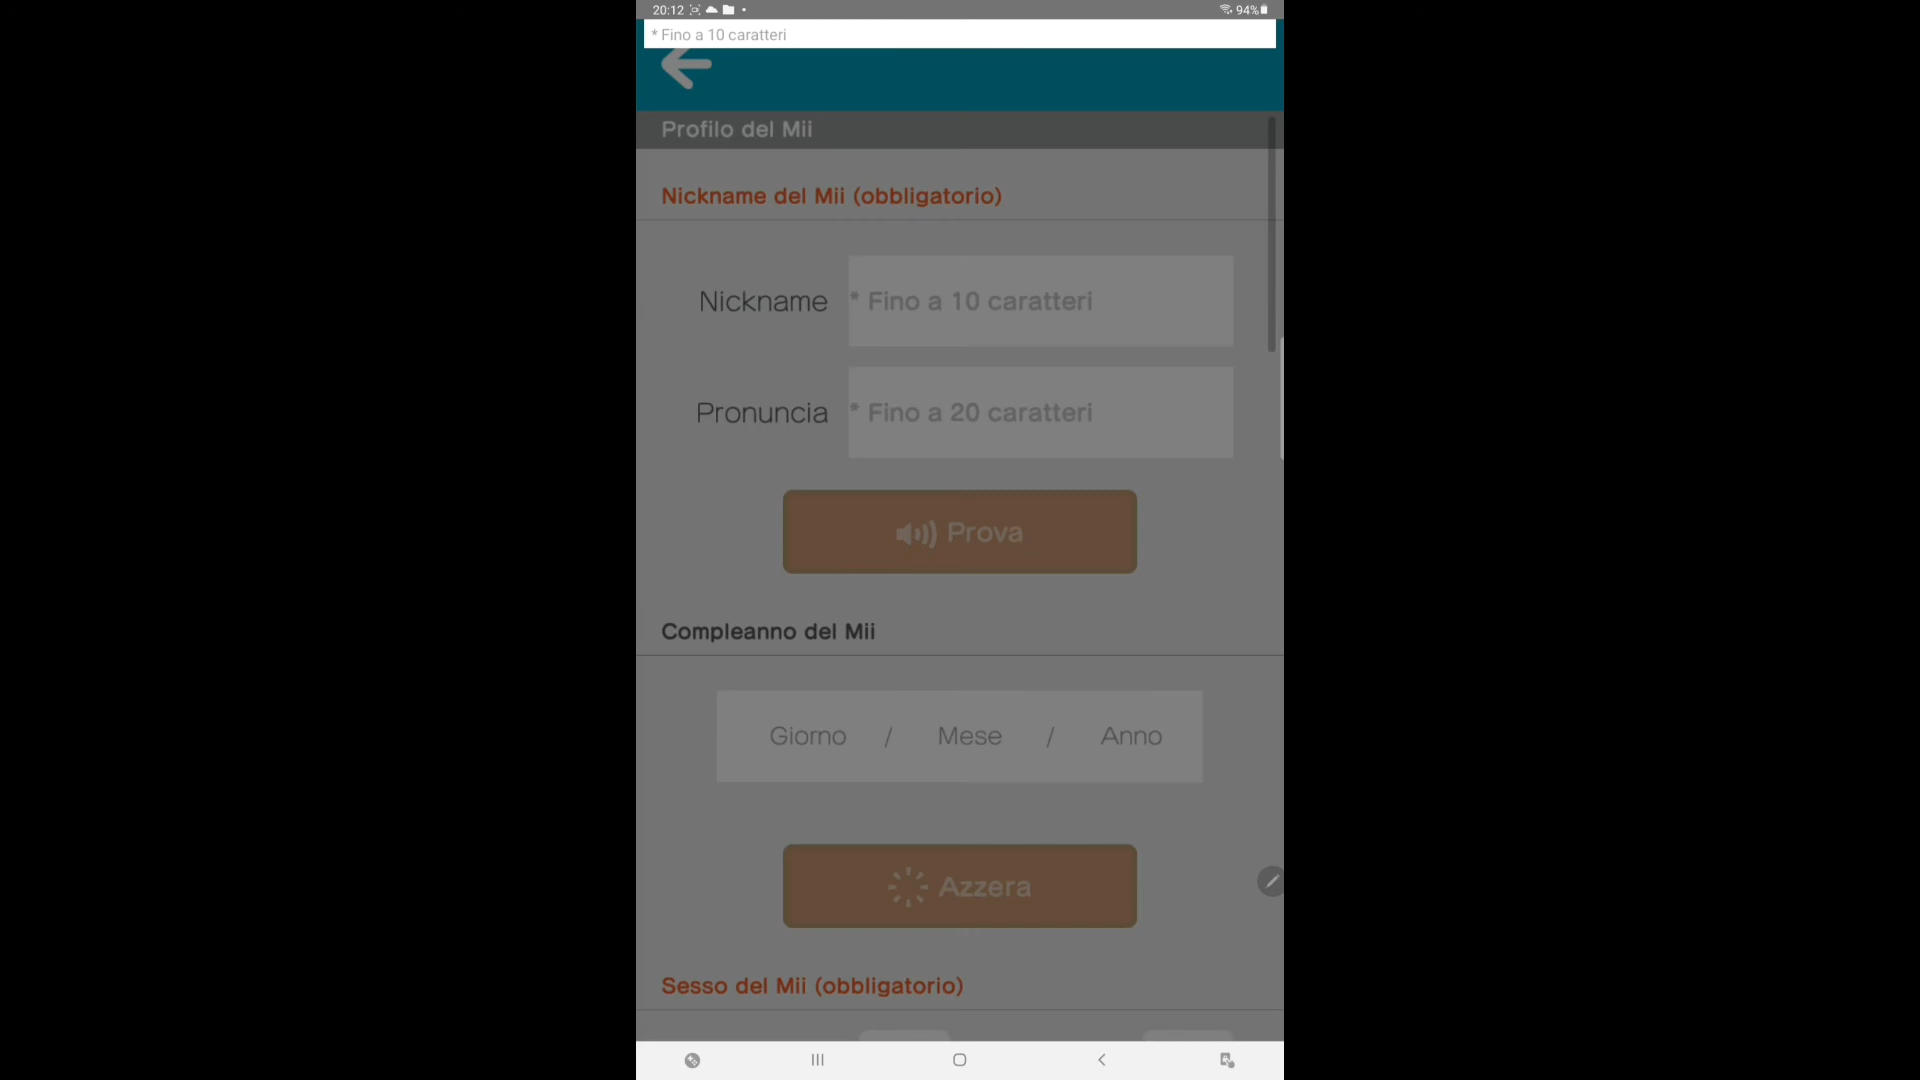 20:12
94%
* Fino a 10 caratteri
Profilo del Mii
Nickname del Mii (obbligatorio)
Nickname
* Fino a 10 caratteri
Pronuncia
* Fino a 20 caratteri
Prova
Compleanno del Mii
Giorno / Mese / Anno
Azzera
Sesso del Mii (obbligatorio)